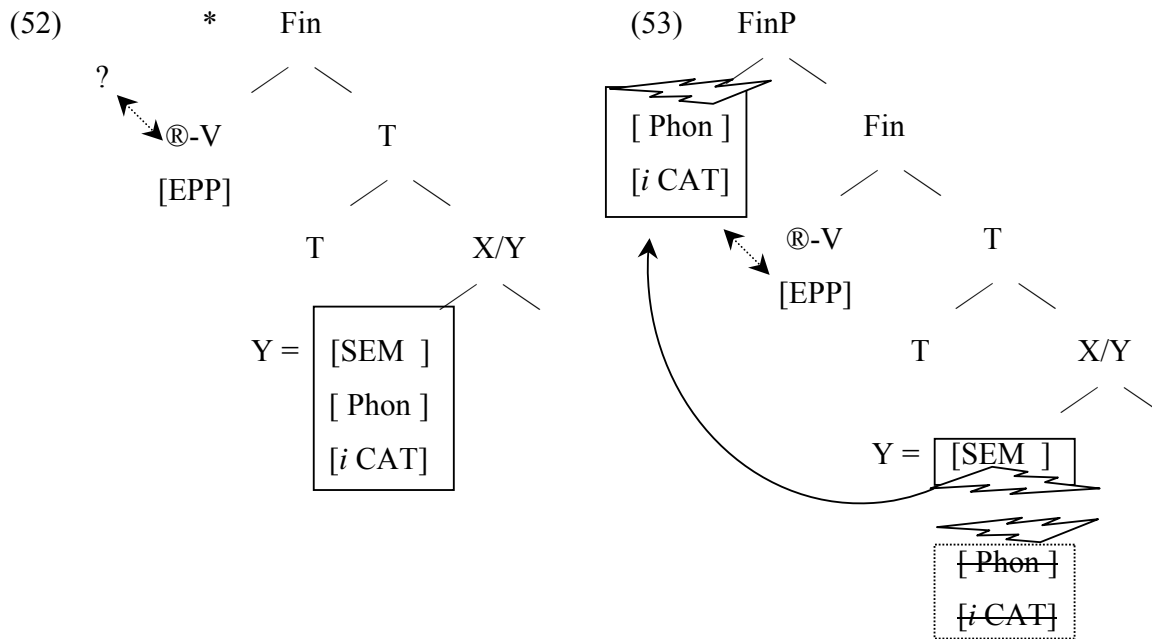 (52) * Fin (53) FinP
?
[ Phon ] Fin
®-V T
[i CAT]
[EPP]
T X/Y ®-V T
[EPP]
Y = [SEM ] T X/Y
[ Phon ]
[i CAT] Y = [SEM ]
[ Phon ]
[i CAT]